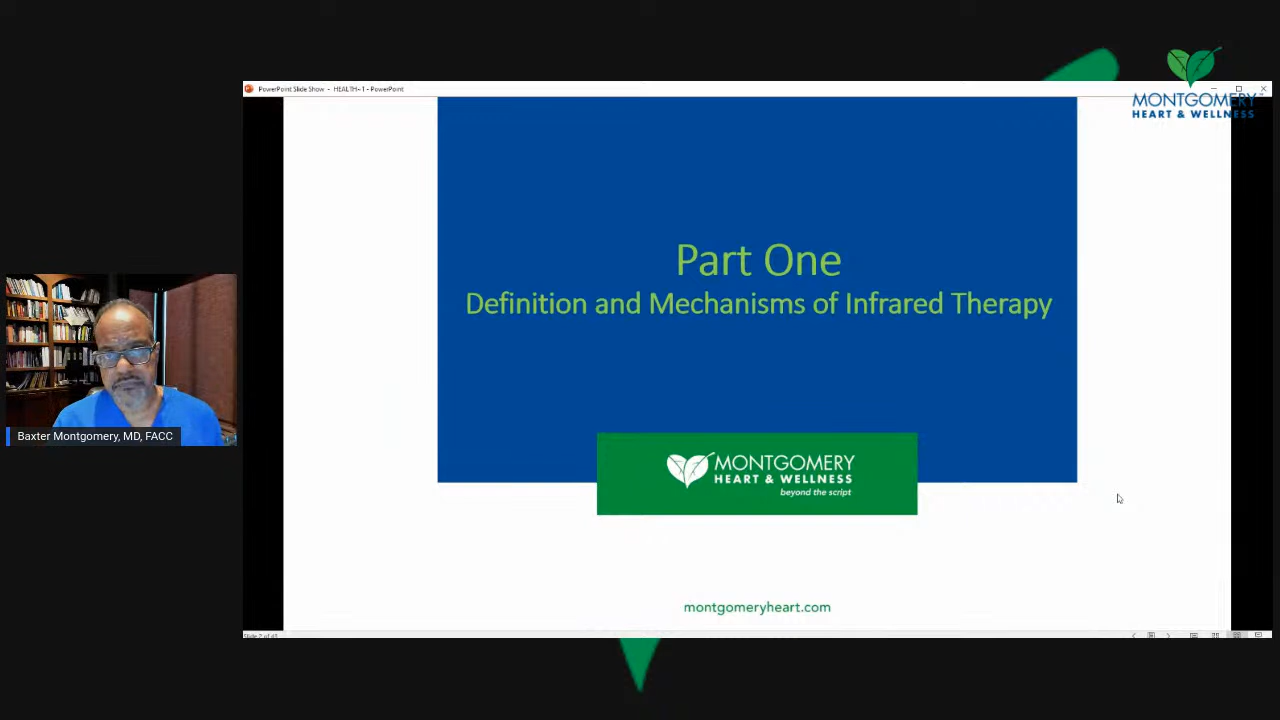 MONTGOMERY
HEART & WELLNESS
PowerPoint Slide Show - HEALTH~1 - PowerPoint
Part One
Definition and Mechanisms of Infrared Therapy
MONTGOMERY
HEART & WELLNESS
beyond the script
Baxter Montgomery, MD, FACC
montgomeryheart.com